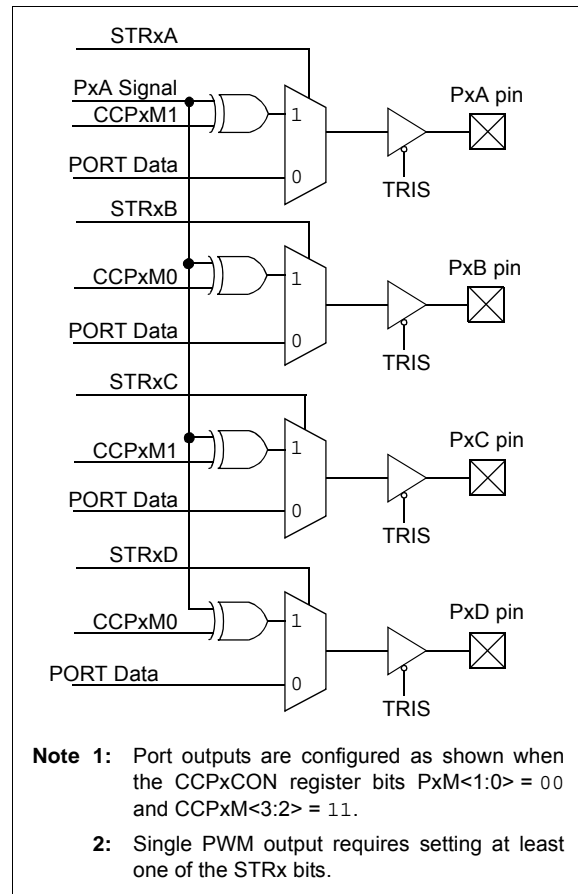 STRxA
PxA Signal
PxA pin
CCPxM1
1
PORT Data
0
TRIS
STRxB
PxB pin
CCPxM0
1
PORT Data
0
TRIS
STRxC
PxC pin
CCPxM1
1
PORT Data
0
TRIS
STRxD
PxD pin
CCPxM0
1
PORT Data
0
TRIS
Note 1: Port outputs are configured as shown when
the CCPxCON register bits PxM<1:0> = 00
and CCPxM<3:2> = 11.
2: Single PWM output requires setting at least
one of the STRx bits.